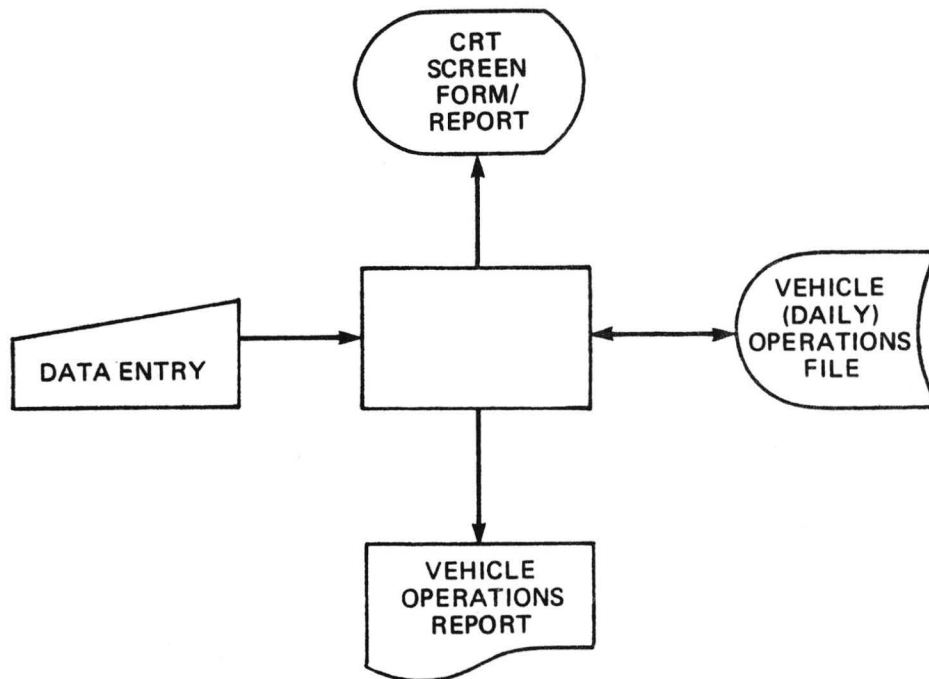 CRT
SCREEN
FORM/
REPORT
VEHICLE
(DAILY)
OPERATIONS
FILE
DATA ENTRY
VEHICLE
OPERATIONS
REPORT